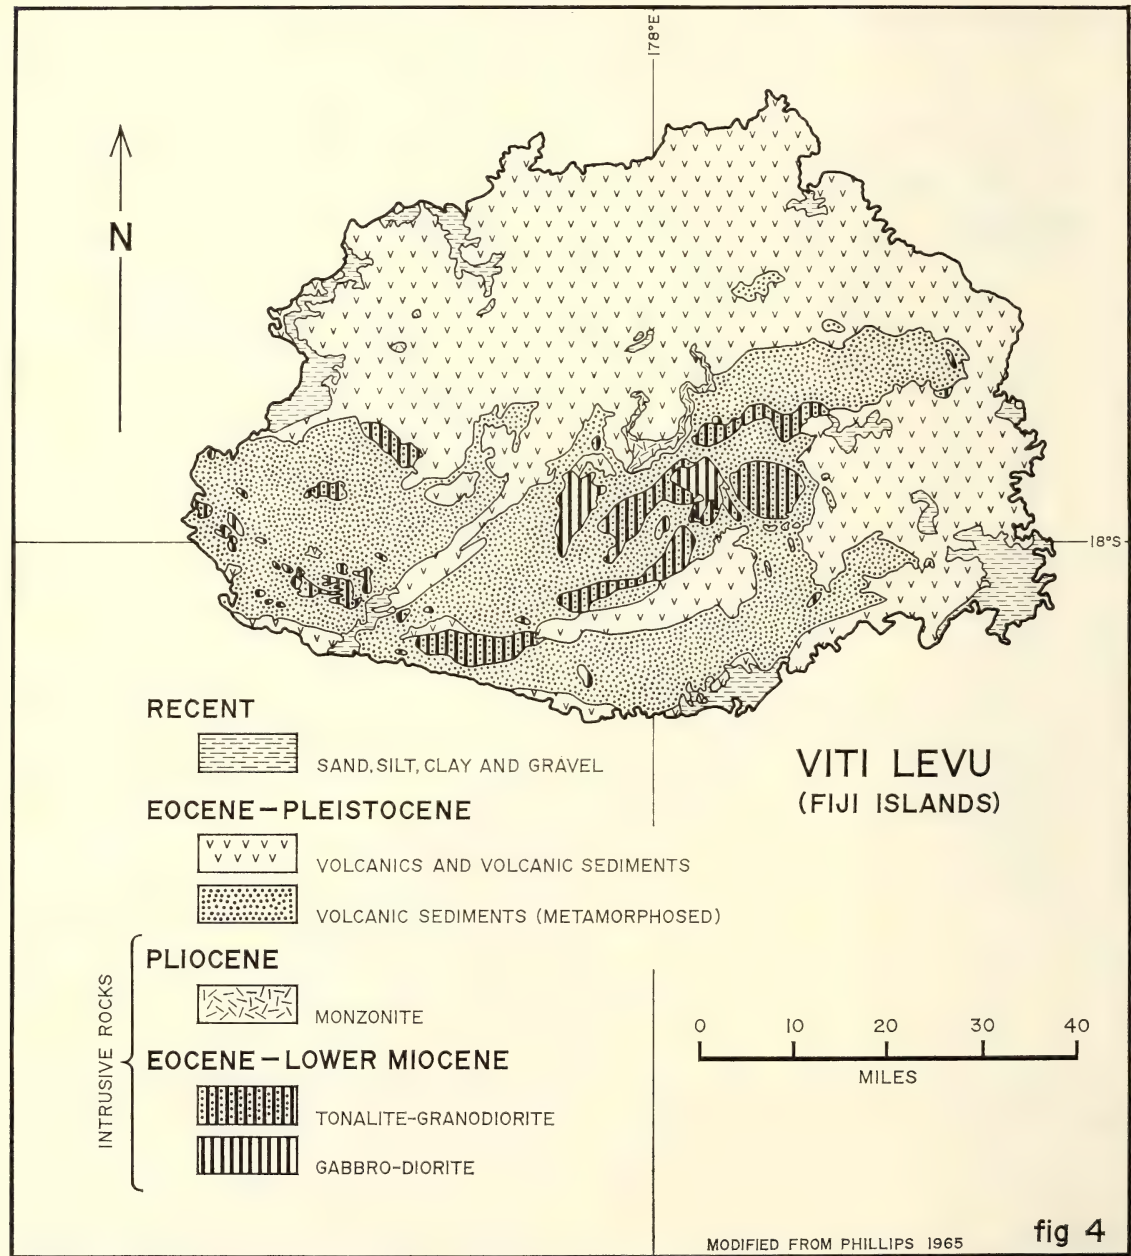 178°E
N
18°S
RECENT
SAND, SILT, CLAY AND GRAVEL
VITI LEVU
(FIJI ISLANDS)
EOCENE–PLEISTOCENE
VOLCANICS AND VOLCANIC SEDIMENTS
VOLCANIC SEDIMENTS (METAMORPHOSED)
INTRUSIVE ROCKS
PLIOCENE
MONZONITE
0 10 20 30 40
MILES
EOCENE–LOWER MIOCENE
TONALITE-GRANODIORITE
GABBRO-DIORITE
MODIFIED FROM PHILLIPS 1965
fig 4